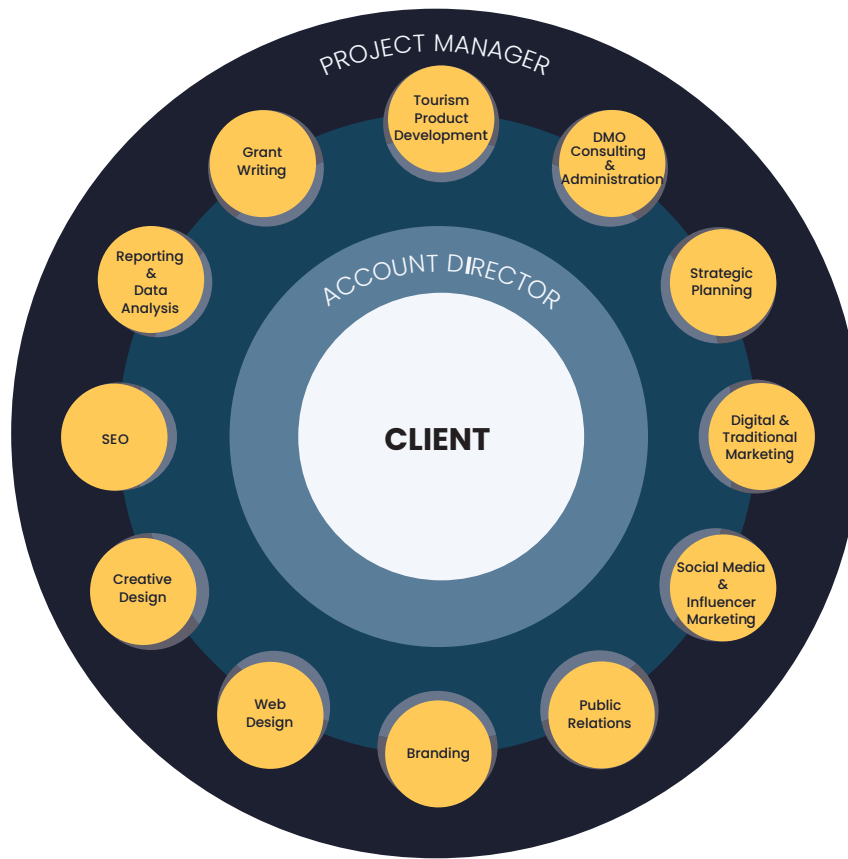 PROJECT MANAGER
Tourism
Product
Development
DMO
Consulting
&
Administration
Strategic
Planning
Digital &
Traditional
Marketing
Social Media
&
Influencer
Marketing
Public
Relations
Branding
Web
Design
Creative
Design
SEO
Reporting
&
Data
Analysis
Grant
Writing
ACCOUNT DIRECTOR
CLIENT